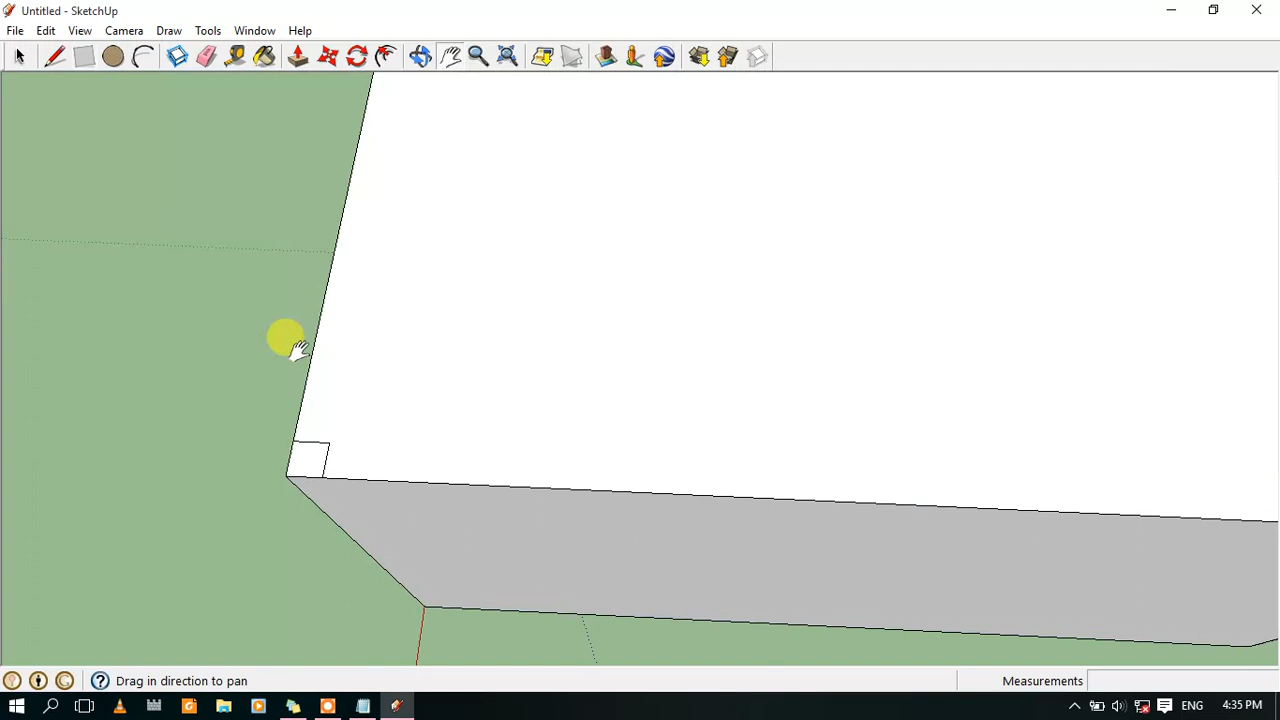 Untitled - SketchUp
File Edit View Camera Draw Tools Window Help
Drag in direction to pan
Measurements
ENG 4:35 PM